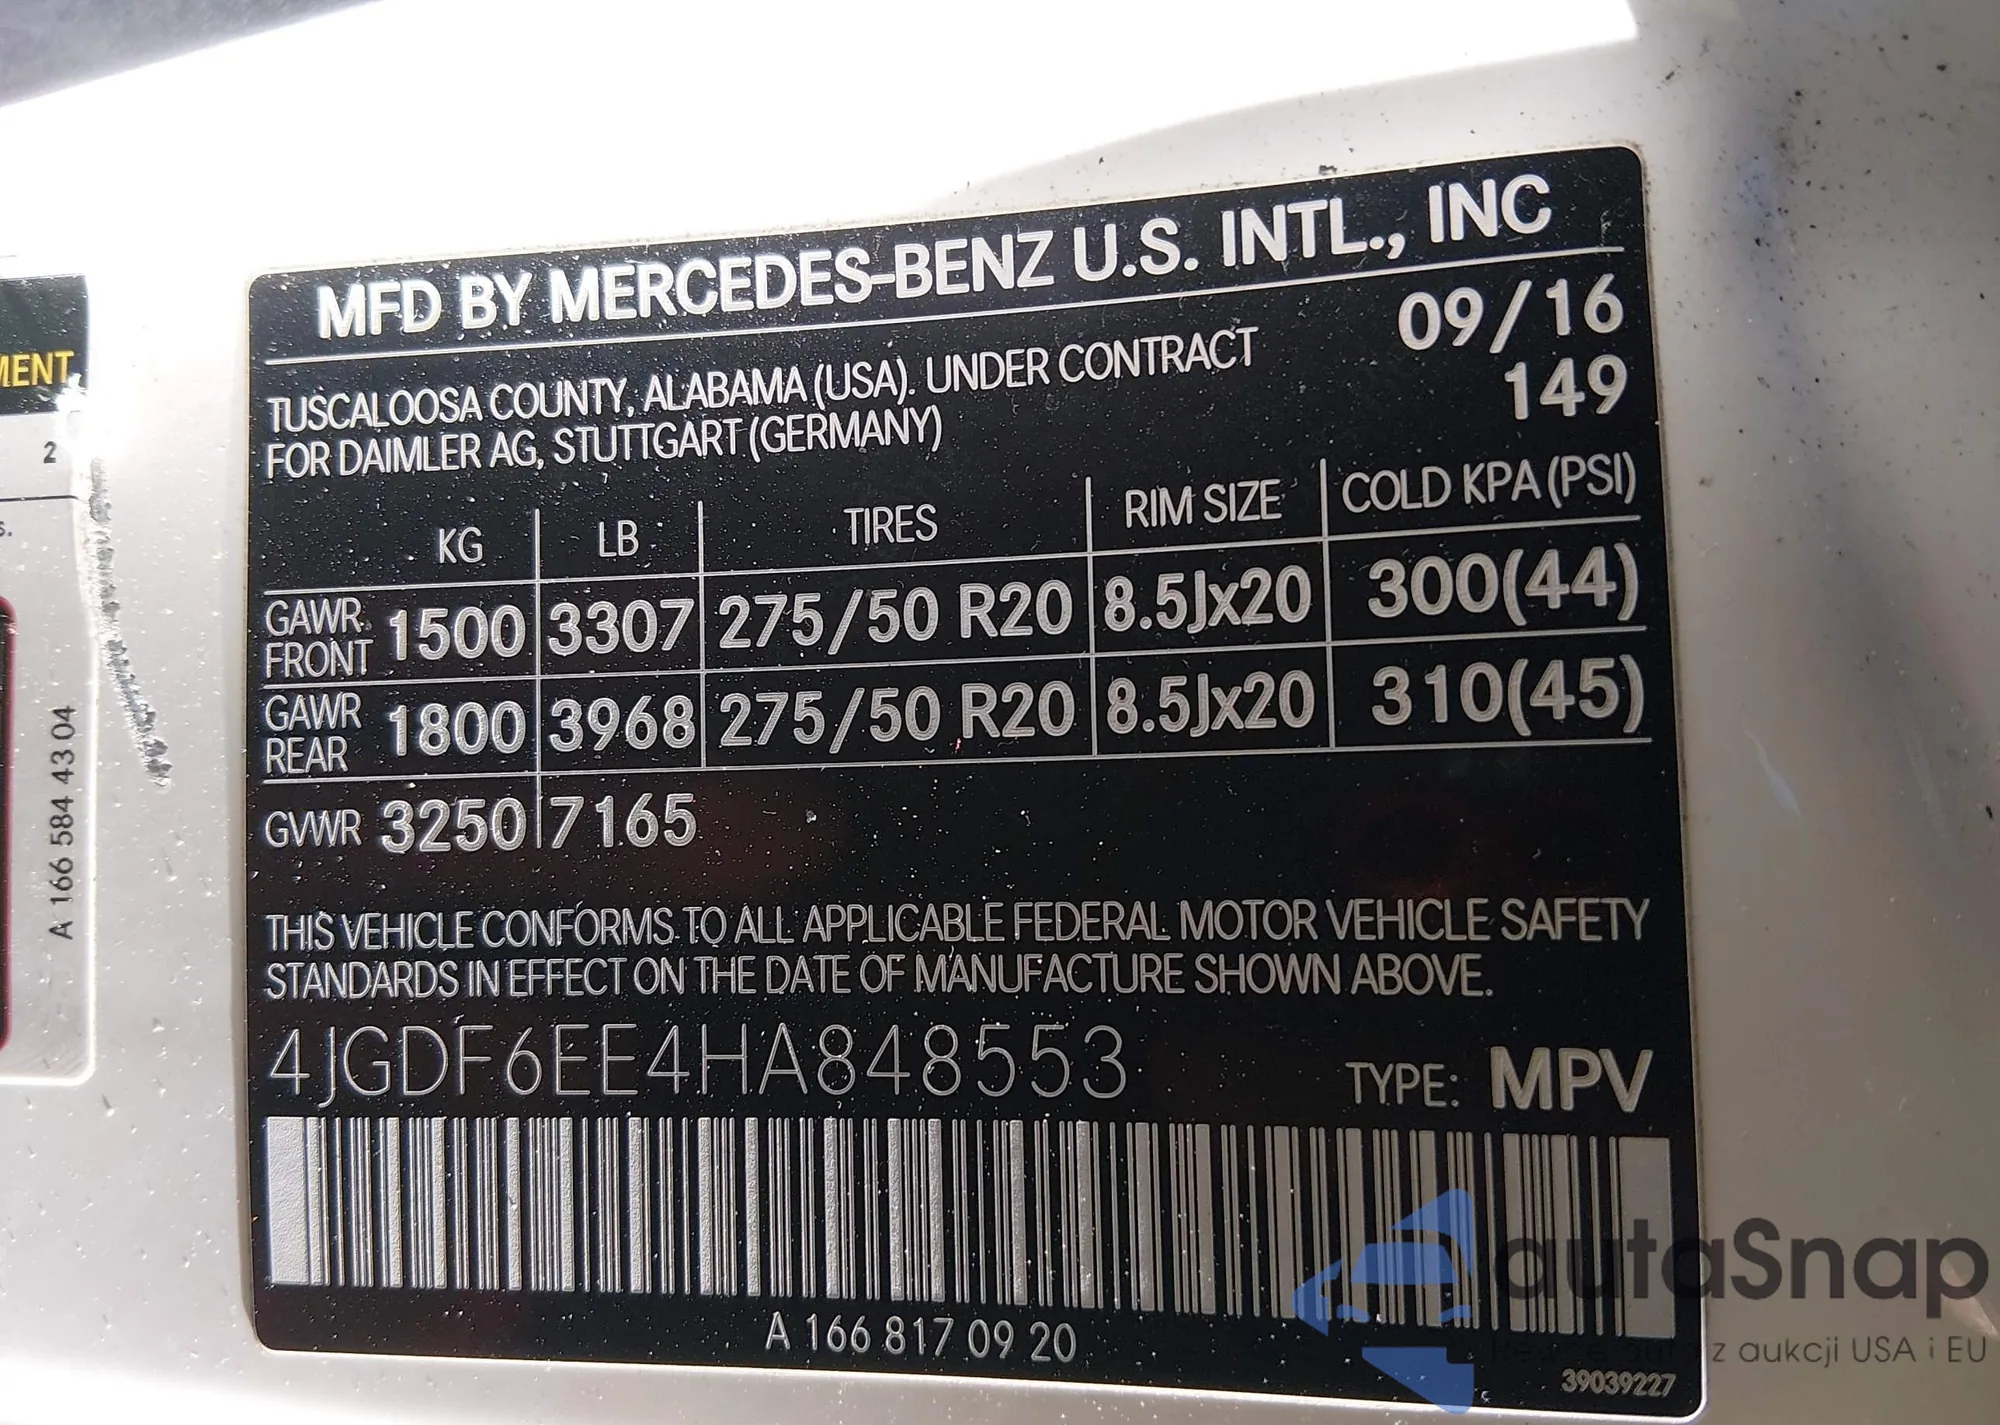 MENT
2
s.
A 166 584 43 04
MFD BY MERCEDES-BENZ U.S. INTL., INC
TUSCALOOSA COUNTY, ALABAMA (USA). UNDER CONTRACT 09/16
FOR DAIMLER AG, STUTTGART (GERMANY) 149
KG LB TIRES RIM SIZE COLD KPA (PSI)
GAWR FRONT 1500 3307 275/50 R20 8.5Jx20 300(44)
GAWR REAR 1800 3968 275/50 R20 8.5Jx20 310(45)
GVWR 3250 7165
THIS VEHICLE CONFORMS TO ALL APPLICABLE FEDERAL MOTOR VEHICLE SAFETY
STANDARDS IN EFFECT ON THE DATE OF MANUFACTURE SHOWN ABOVE.
4JGDF6EE4HA848553 TYPE: MPV
A 166 817 09 20
39039227
autaSnap
z aukcji USA i EU